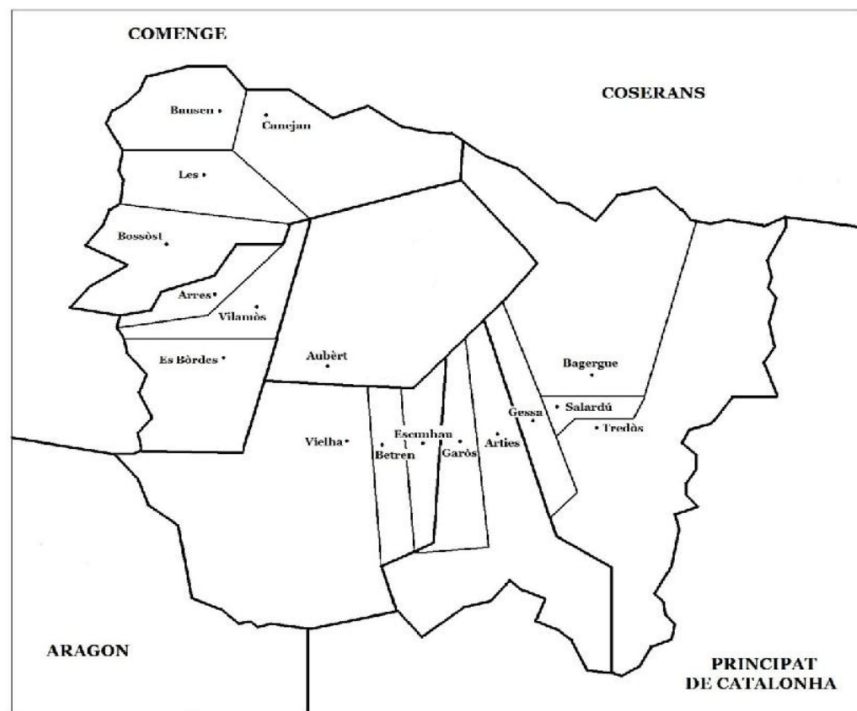 COMENGE
COSERANS
Bausen
Canejan
Les
Bossòst
Arres
Vilamòs
Es Bòrdes
Aubèrt
Bagergue
Salardú
Gessa
Tredòs
Vielha
Betren
Escunhau
Garòs
Arties
ARAGON
PRINCIPAT
DE CATALONHA